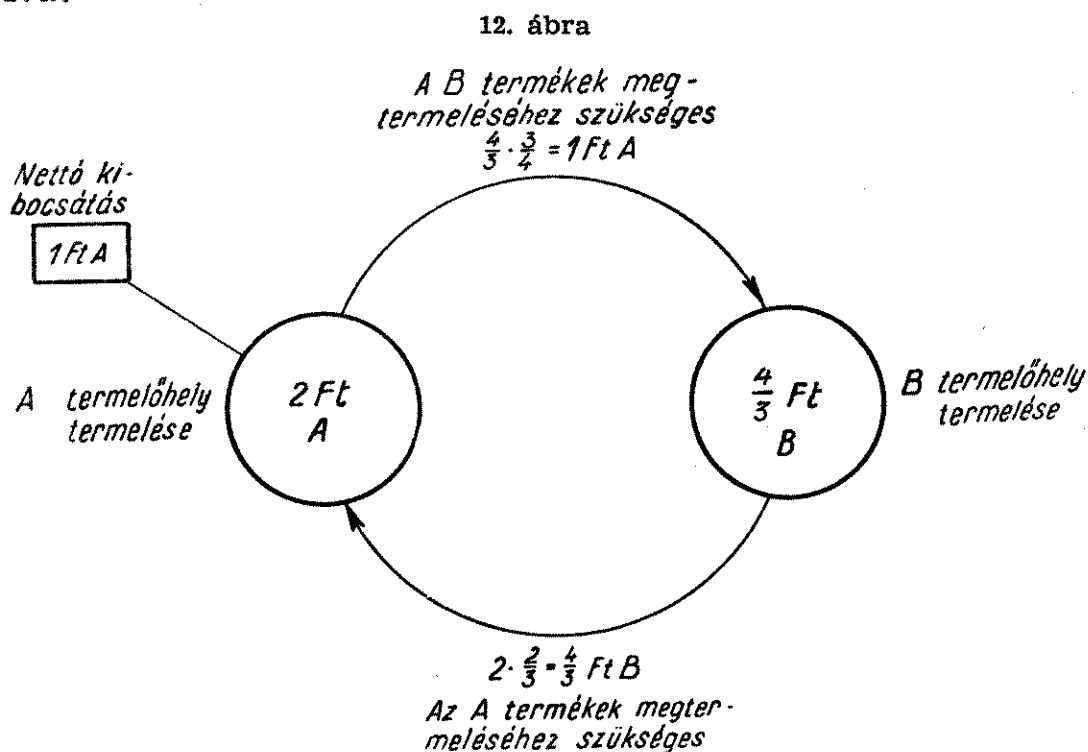 12. ábra
A B termékek meg-
termeléséhez szükséges
4/3 · 3/4 = 1 Ft A
Nettó ki-
bocsátás
1 Ft A
A termelőhely
termelése
2 Ft
A
4/3 Ft
B
B termelőhely
termelése
2 · 2/3 = 4/3 Ft B
Az A termékek megter-
meléséhez szükséges